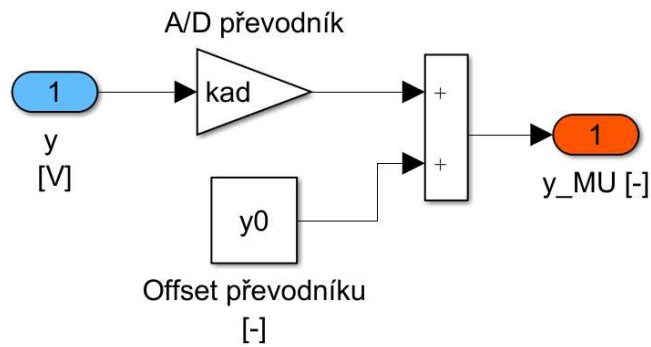 A/D převodník
1
kad
+
1
y
[V]
+
y_MU [-]
y0
Offset převodníku
[-]